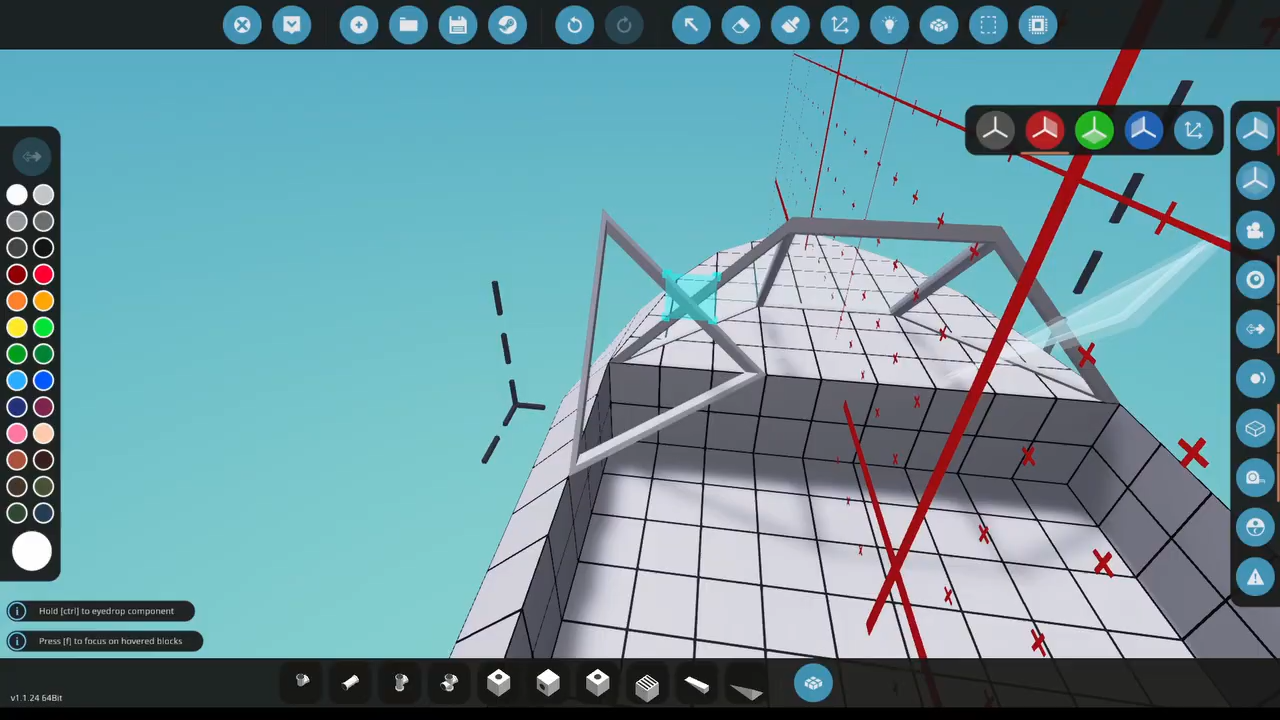 Hold [ctrl] to eyedrop component
Press [f] to focus on hovered blocks
v1.1.24 64Bit